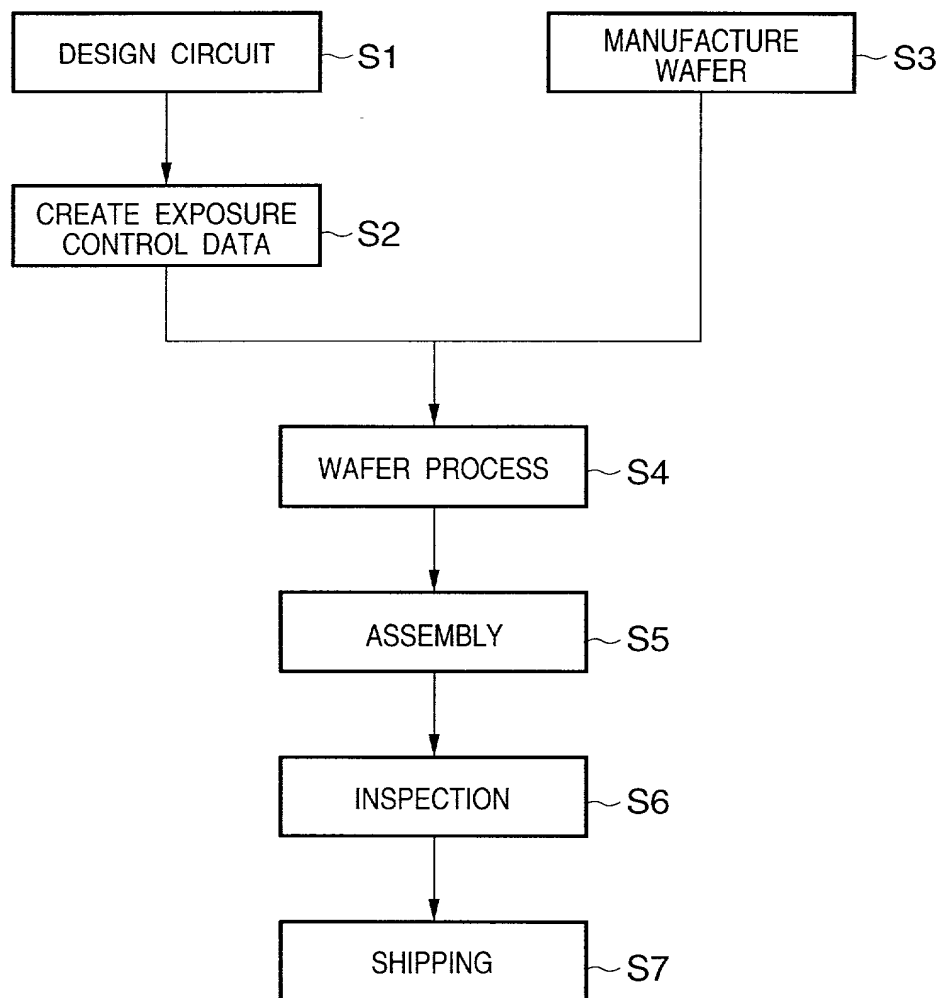 DESIGN CIRCUIT
S1
MANUFACTURE
WAFER
S3
CREATE EXPOSURE
CONTROL DATA
S2
WAFER PROCESS
S4
ASSEMBLY
S5
INSPECTION
S6
SHIPPING
S7